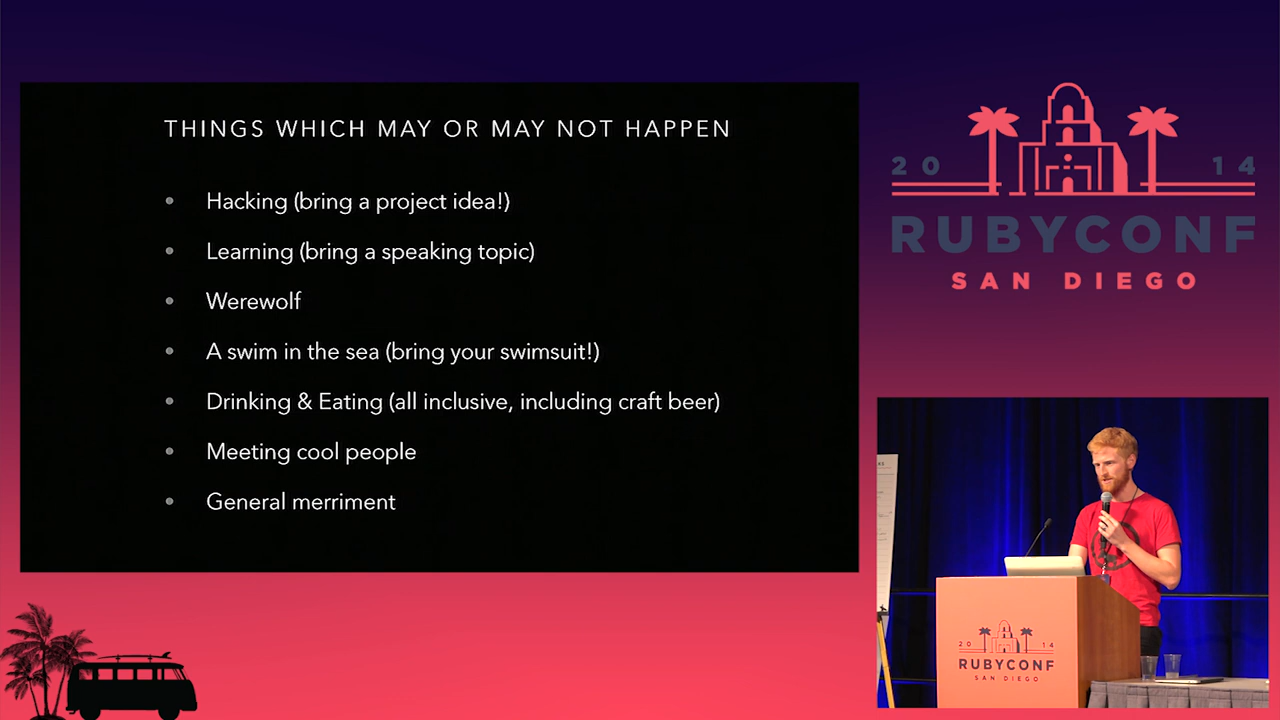 THINGS WHICH MAY OR MAY NOT HAPPEN
Hacking (bring a project idea!)
Learning (bring a speaking topic)
Werewolf
A swim in the sea (bring your swimsuit!)
Drinking & Eating (all inclusive, including craft beer)
Meeting cool people
General merriment
20 14
RUBYCONF
SAN DIEGO
20 14
RUBYCONF
SAN DIEGO